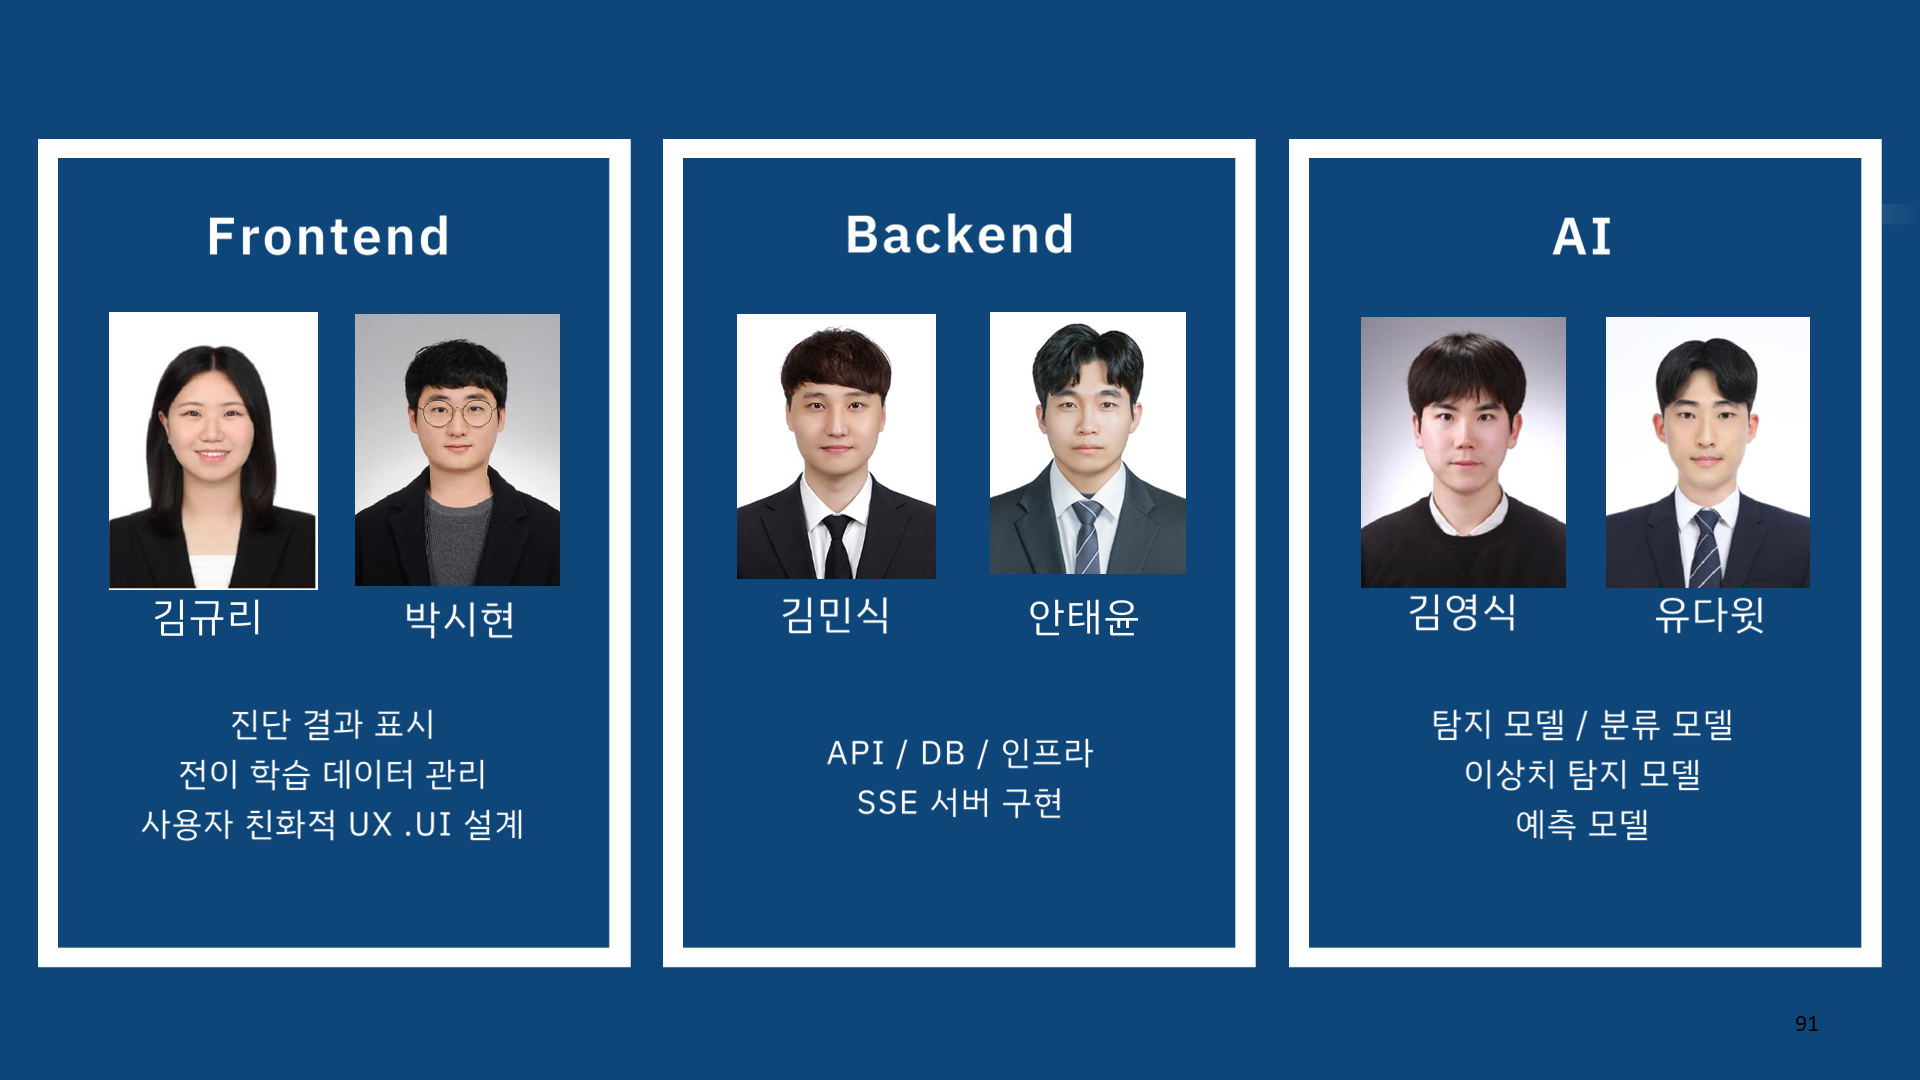 Frontend
김규리
박시현
진단 결과 표시
전이 학습 데이터 관리
사용자 친화적 UX .UI 설계
Backend
김민식
안태윤
API / DB / 인프라
SSE 서버 구현
AI
김영식
유다윗
탐지 모델 / 분류 모델
이상치 탐지 모델
예측 모델
91